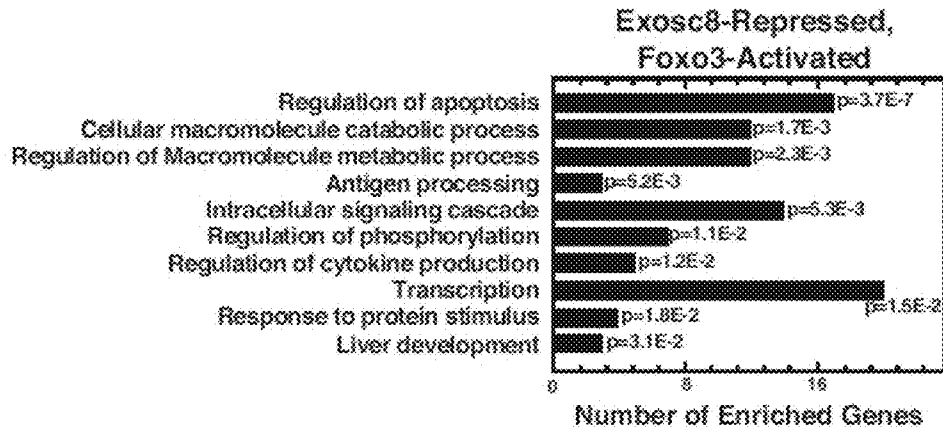 Exosc8-Repressed,
Foxo3-Activated
Regulation of apoptosis p=3.7E-7
Cellular macromolecule catabolic process p=1.7E-3
Regulation of Macromolecule metabolic process p=2.3E-3
Antigen processing p=5.2E-3
Intracellular signaling cascade p=5.3E-3
Regulation of phosphorylation p=1.1E-2
Regulation of cytokine production p=1.2E-2
Transcription p=1.5E-2
Response to protein stimulus p=1.8E-2
Liver development p=3.1E-2
0 8 16
Number of Enriched Genes